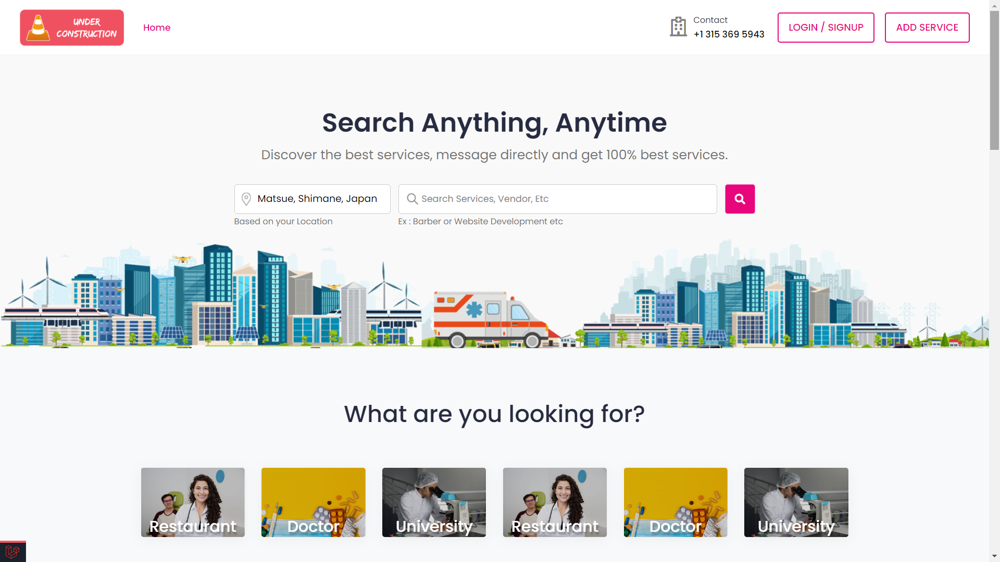 UNDER
CONSTRUCTION
Home
Contact
+1 315 369 5943
LOGIN / SIGNUP
ADD SERVICE
Search Anything, Anytime
Discover the best services, message directly and get 100% best services.
Matsue, Shimane, Japan
Search Services, Vendor, Etc
Based on your Location
Ex : Barber or Website Development etc
What are you looking for?
Restaurant
Doctor
University
Restaurant
Doctor
University